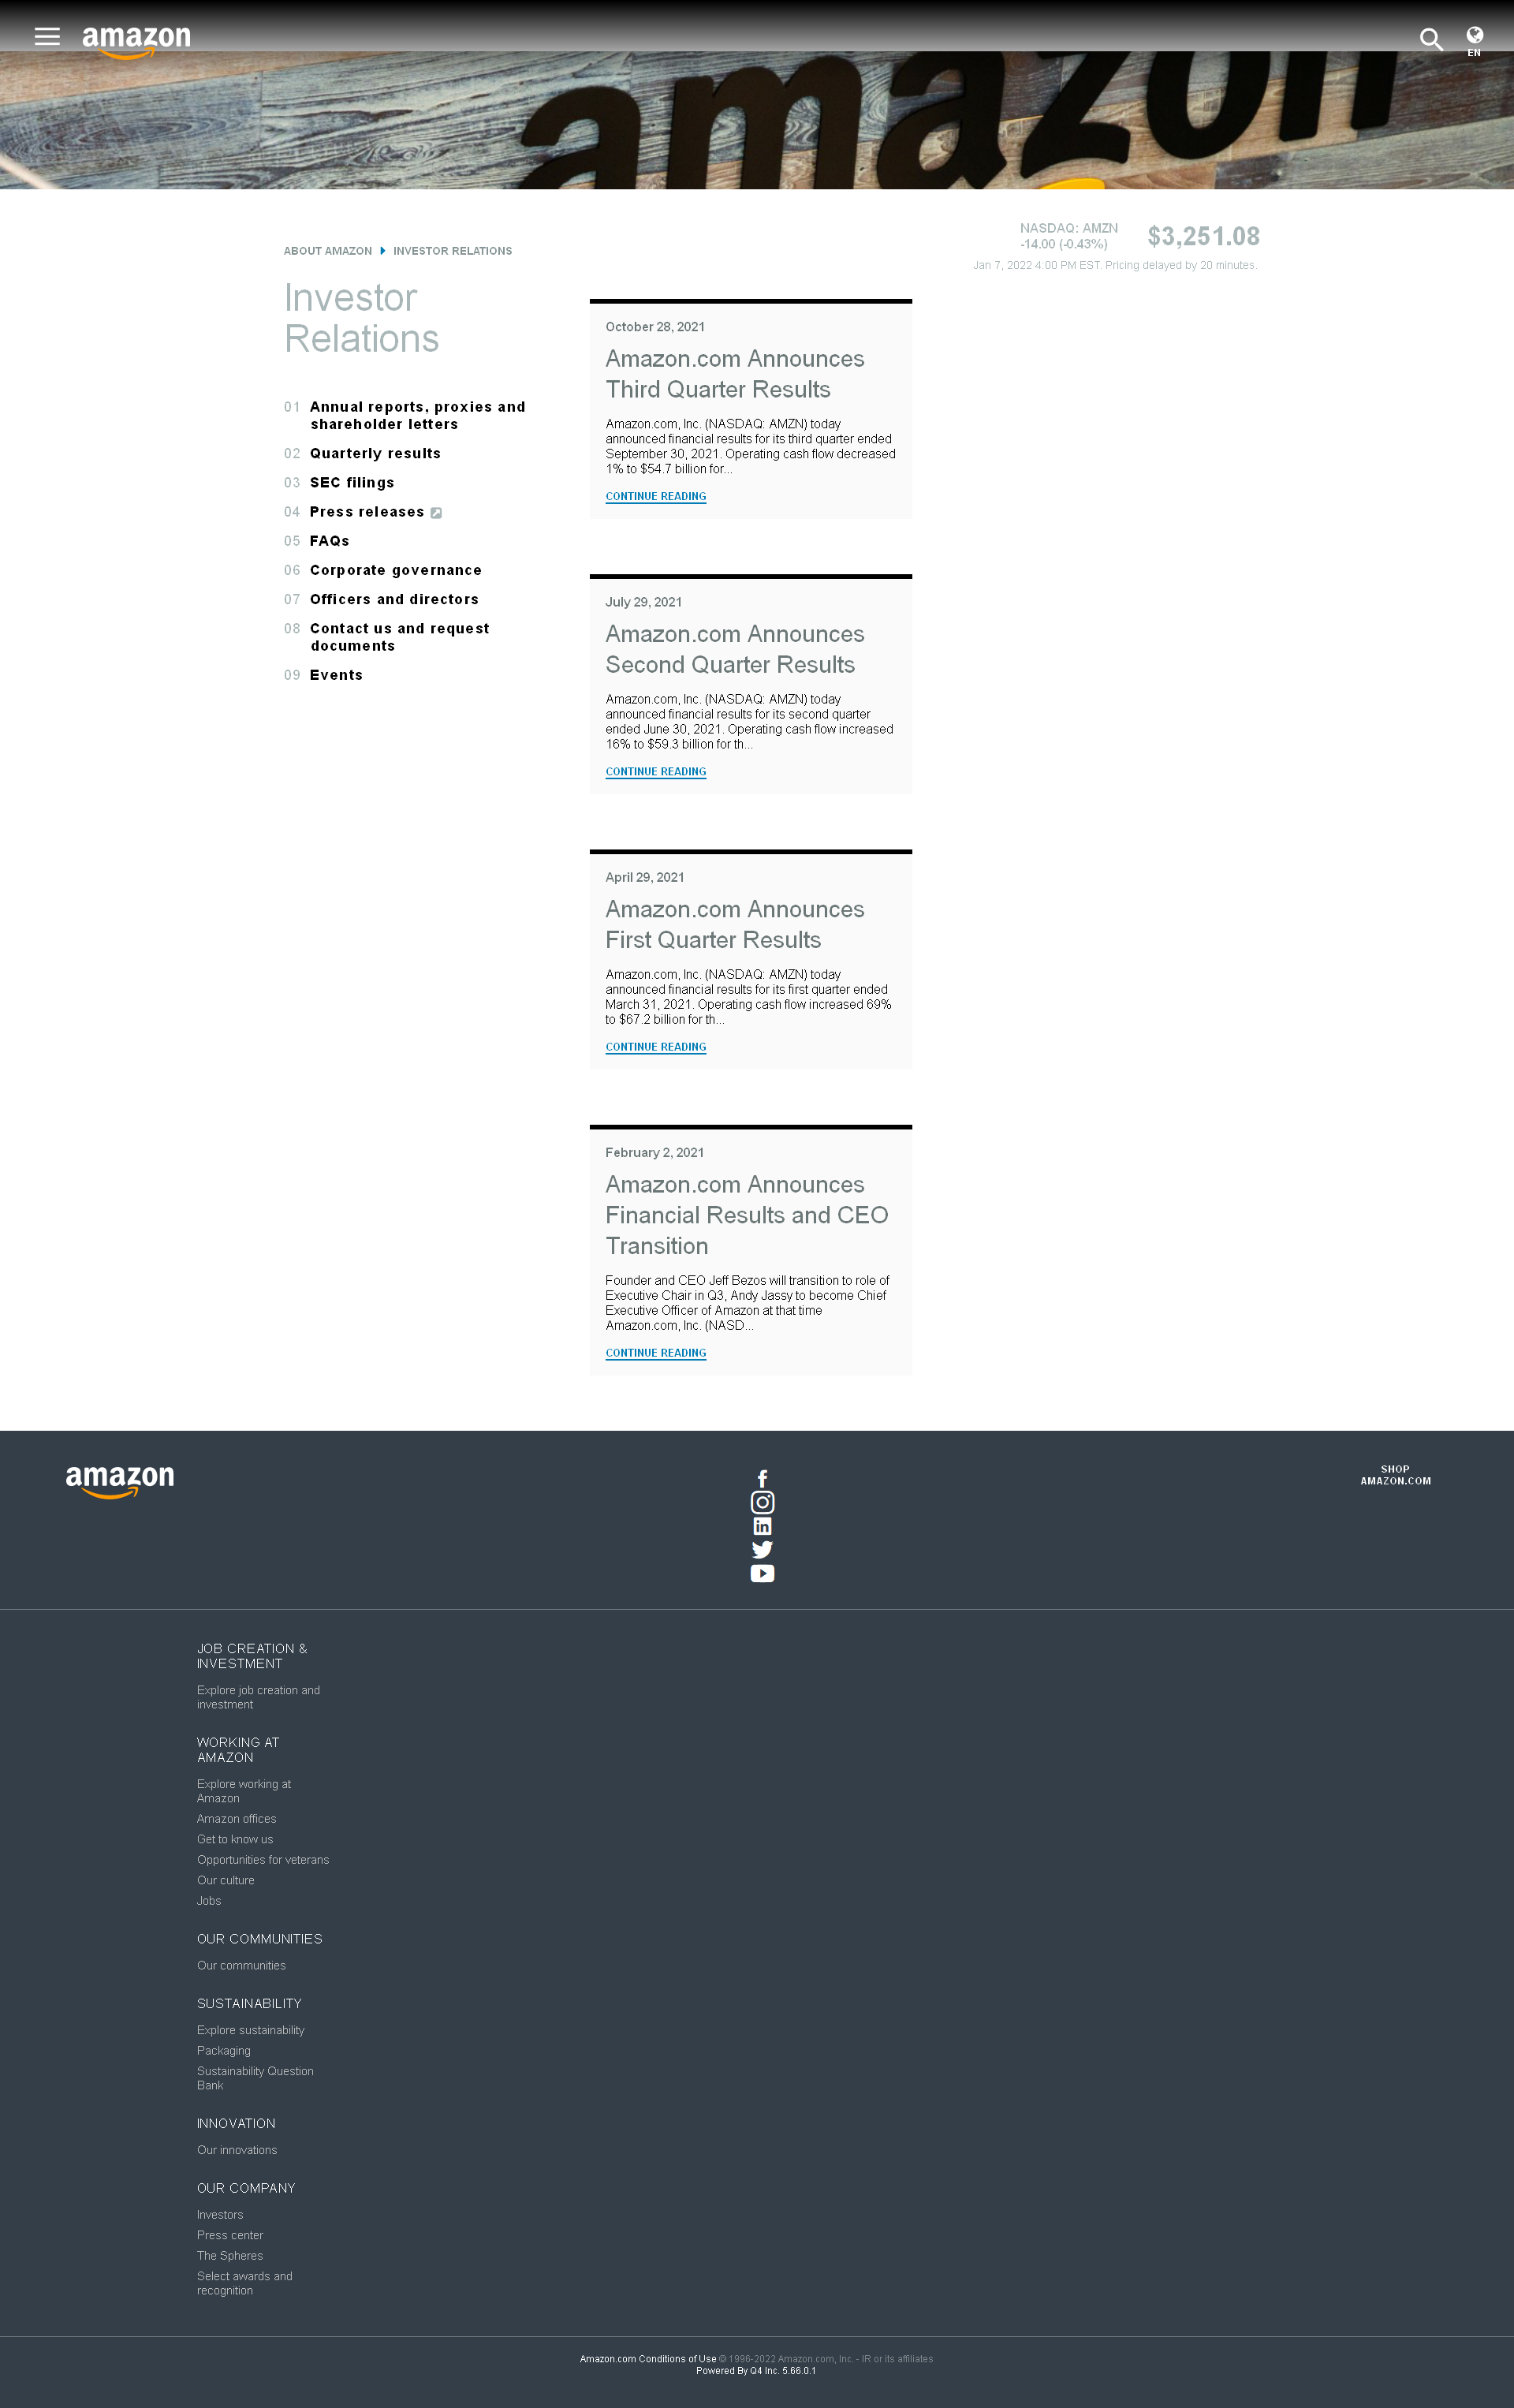 amazon
EN
amazon
ABOUT AMAZON INVESTOR RELATIONS
NASDAQ: AMZN
-14.00 (-0.43%)
$3,251.08
Jan 7, 2022 4:00 PM EST. Pricing delayed by 20 minutes.
Investor
Relations
01 Annual reports, proxies and
shareholder letters
02 Quarterly results
03 SEC filings
04 Press releases
05 FAQs
06 Corporate governance
07 Officers and directors
08 Contact us and request
documents
09 Events
October 28, 2021
Amazon.com Announces
Third Quarter Results
Amazon.com, Inc. (NASDAQ: AMZN) today
announced financial results for its third quarter ended
September 30, 2021. Operating cash flow decreased
1% to $54.7 billion for...
CONTINUE READING
July 29, 2021
Amazon.com Announces
Second Quarter Results
Amazon.com, Inc. (NASDAQ: AMZN) today
announced financial results for its second quarter
ended June 30, 2021. Operating cash flow increased
16% to $59.3 billion for th...
CONTINUE READING
April 29, 2021
Amazon.com Announces
First Quarter Results
Amazon.com, Inc. (NASDAQ: AMZN) today
announced financial results for its first quarter ended
March 31, 2021. Operating cash flow increased 69%
to $67.2 billion for th...
CONTINUE READING
February 2, 2021
Amazon.com Announces
Financial Results and CEO
Transition
Founder and CEO Jeff Bezos will transition to role of
Executive Chair in Q3, Andy Jassy to become Chief
Executive Officer of Amazon at that time
Amazon.com, Inc. (NASD...
CONTINUE READING
amazon
SHOP
AMAZON.COM
JOB CREATION &
INVESTMENT
Explore job creation and
investment
WORKING AT
AMAZON
Explore working at
Amazon
Amazon offices
Get to know us
Opportunities for veterans
Our culture
Jobs
OUR COMMUNITIES
Our communities
SUSTAINABILITY
Explore sustainability
Packaging
Sustainability Question
Bank
INNOVATION
Our innovations
OUR COMPANY
Investors
Press center
The Spheres
Select awards and
recognition
Amazon.com Conditions of Use © 1996-2022 Amazon.com, Inc. - IR or its affiliates
Powered By Q4 Inc. 5.66.0.1